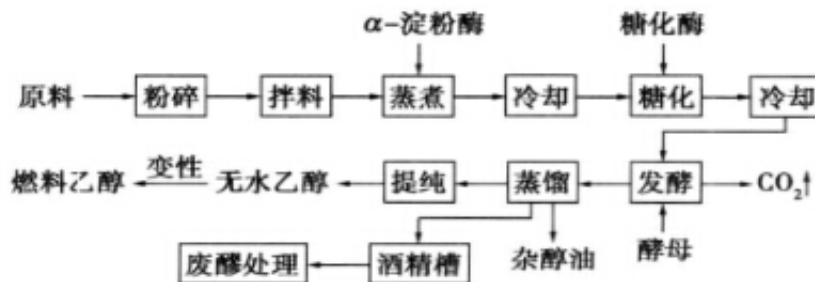 α-淀粉酶 糖化酶
原料 粉碎 拌料 蒸煮 冷却 糖化 冷却
燃料乙醇 变性 无水乙醇 提纯 蒸馏 发酵 CO₂↑
废醪处理 酒精槽 杂醇油 酵母